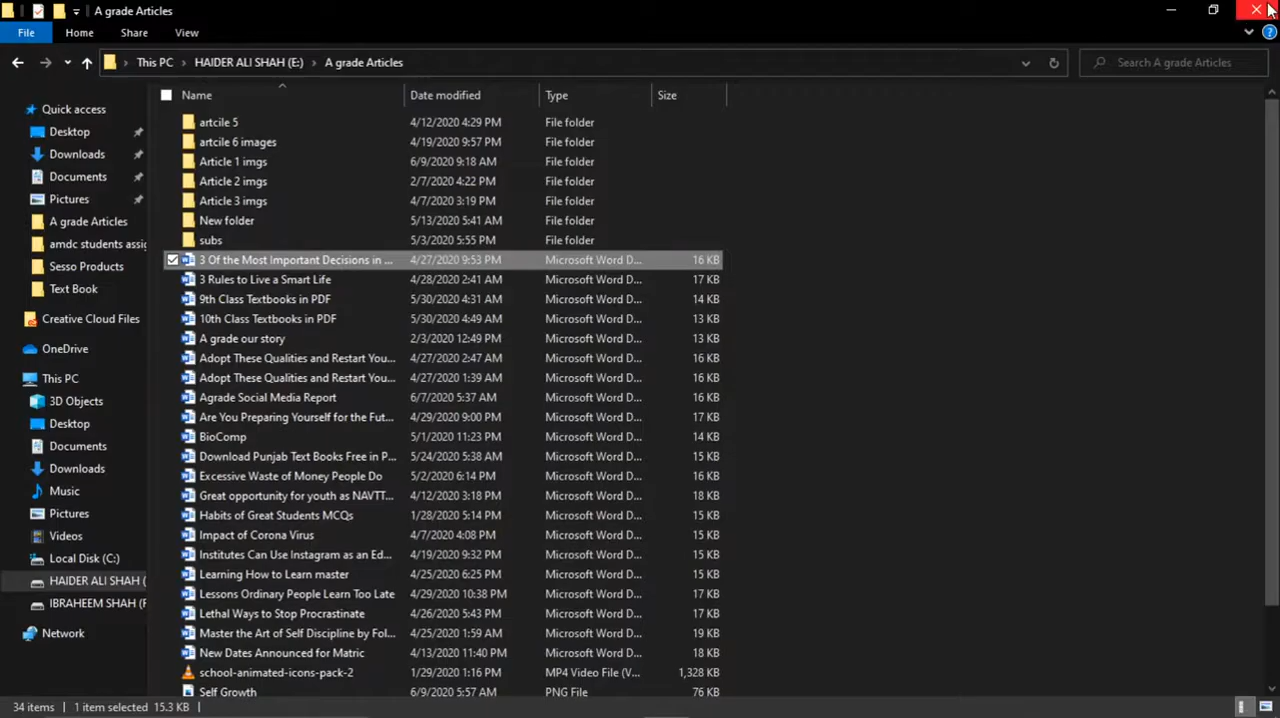 A grade Articles
File Home Share View
This PC HAIDER ALI SHAH (E:) A grade Articles Search A grade Articles
Name Date modified Type Size
Quick access
Desktop
Downloads
Documents
Pictures
A grade Articles
amdc students assig
Sesso Products
Text Book
Creative Cloud Files
OneDrive
This PC
3D Objects
Desktop
Documents
Downloads
Music
Pictures
Videos
Local Disk (C:)
HAIDER ALI SHAH (
IBRAHEEM SHAH (F
Network
artcile 5 4/12/2020 4:29 PM File folder
artcile 6 images 4/19/2020 9:57 PM File folder
Article 1 imgs 6/9/2020 9:18 AM File folder
Article 2 imgs 2/7/2020 4:22 PM File folder
Article 3 imgs 4/7/2020 3:19 PM File folder
New folder 5/13/2020 5:41 AM File folder
subs 5/3/2020 5:55 PM File folder
3 Of the Most Important Decisions in ... 4/27/2020 9:53 PM Microsoft Word D... 16 KB
3 Rules to Live a Smart Life 4/28/2020 2:41 AM Microsoft Word D... 17 KB
9th Class Textbooks in PDF 5/30/2020 4:31 AM Microsoft Word D... 14 KB
10th Class Textbooks in PDF 5/30/2020 4:49 AM Microsoft Word D... 13 KB
A grade our story 2/3/2020 12:49 PM Microsoft Word D... 13 KB
Adopt These Qualities and Restart You... 4/27/2020 2:47 AM Microsoft Word D... 16 KB
Adopt These Qualities and Restart You... 4/27/2020 1:39 AM Microsoft Word D... 16 KB
Agrade Social Media Report 6/7/2020 5:37 AM Microsoft Word D... 16 KB
Are You Preparing Yourself for the Fut... 4/29/2020 9:00 PM Microsoft Word D... 17 KB
BioComp 5/1/2020 11:23 PM Microsoft Word D... 14 KB
Download Punjab Text Books Free in P... 5/24/2020 5:38 AM Microsoft Word D... 15 KB
Excessive Waste of Money People Do 5/2/2020 6:14 PM Microsoft Word D... 16 KB
Great opportunity for youth as NAVTT... 4/12/2020 3:18 PM Microsoft Word D... 18 KB
Habits of Great Students MCQs 1/28/2020 5:14 PM Microsoft Word D... 15 KB
Impact of Corona Virus 4/7/2020 4:08 PM Microsoft Word D... 15 KB
Institutes Can Use Instagram as an Ed... 4/19/2020 9:32 PM Microsoft Word D... 15 KB
Learning How to Learn master 4/25/2020 6:25 PM Microsoft Word D... 15 KB
Lessons Ordinary People Learn Too Late 4/29/2020 10:38 PM Microsoft Word D... 17 KB
Lethal Ways to Stop Procrastinate 4/26/2020 5:43 PM Microsoft Word D... 17 KB
Master the Art of Self Discipline by Fol... 4/25/2020 1:59 AM Microsoft Word D... 19 KB
New Dates Announced for Matric 4/13/2020 11:40 PM Microsoft Word D... 18 KB
school-animated-icons-pack-2 1/29/2020 1:16 PM MP4 Video File (V... 1,328 KB
Self Growth 6/9/2020 5:57 AM PNG File 76 KB
34 items 1 item selected 15.3 KB